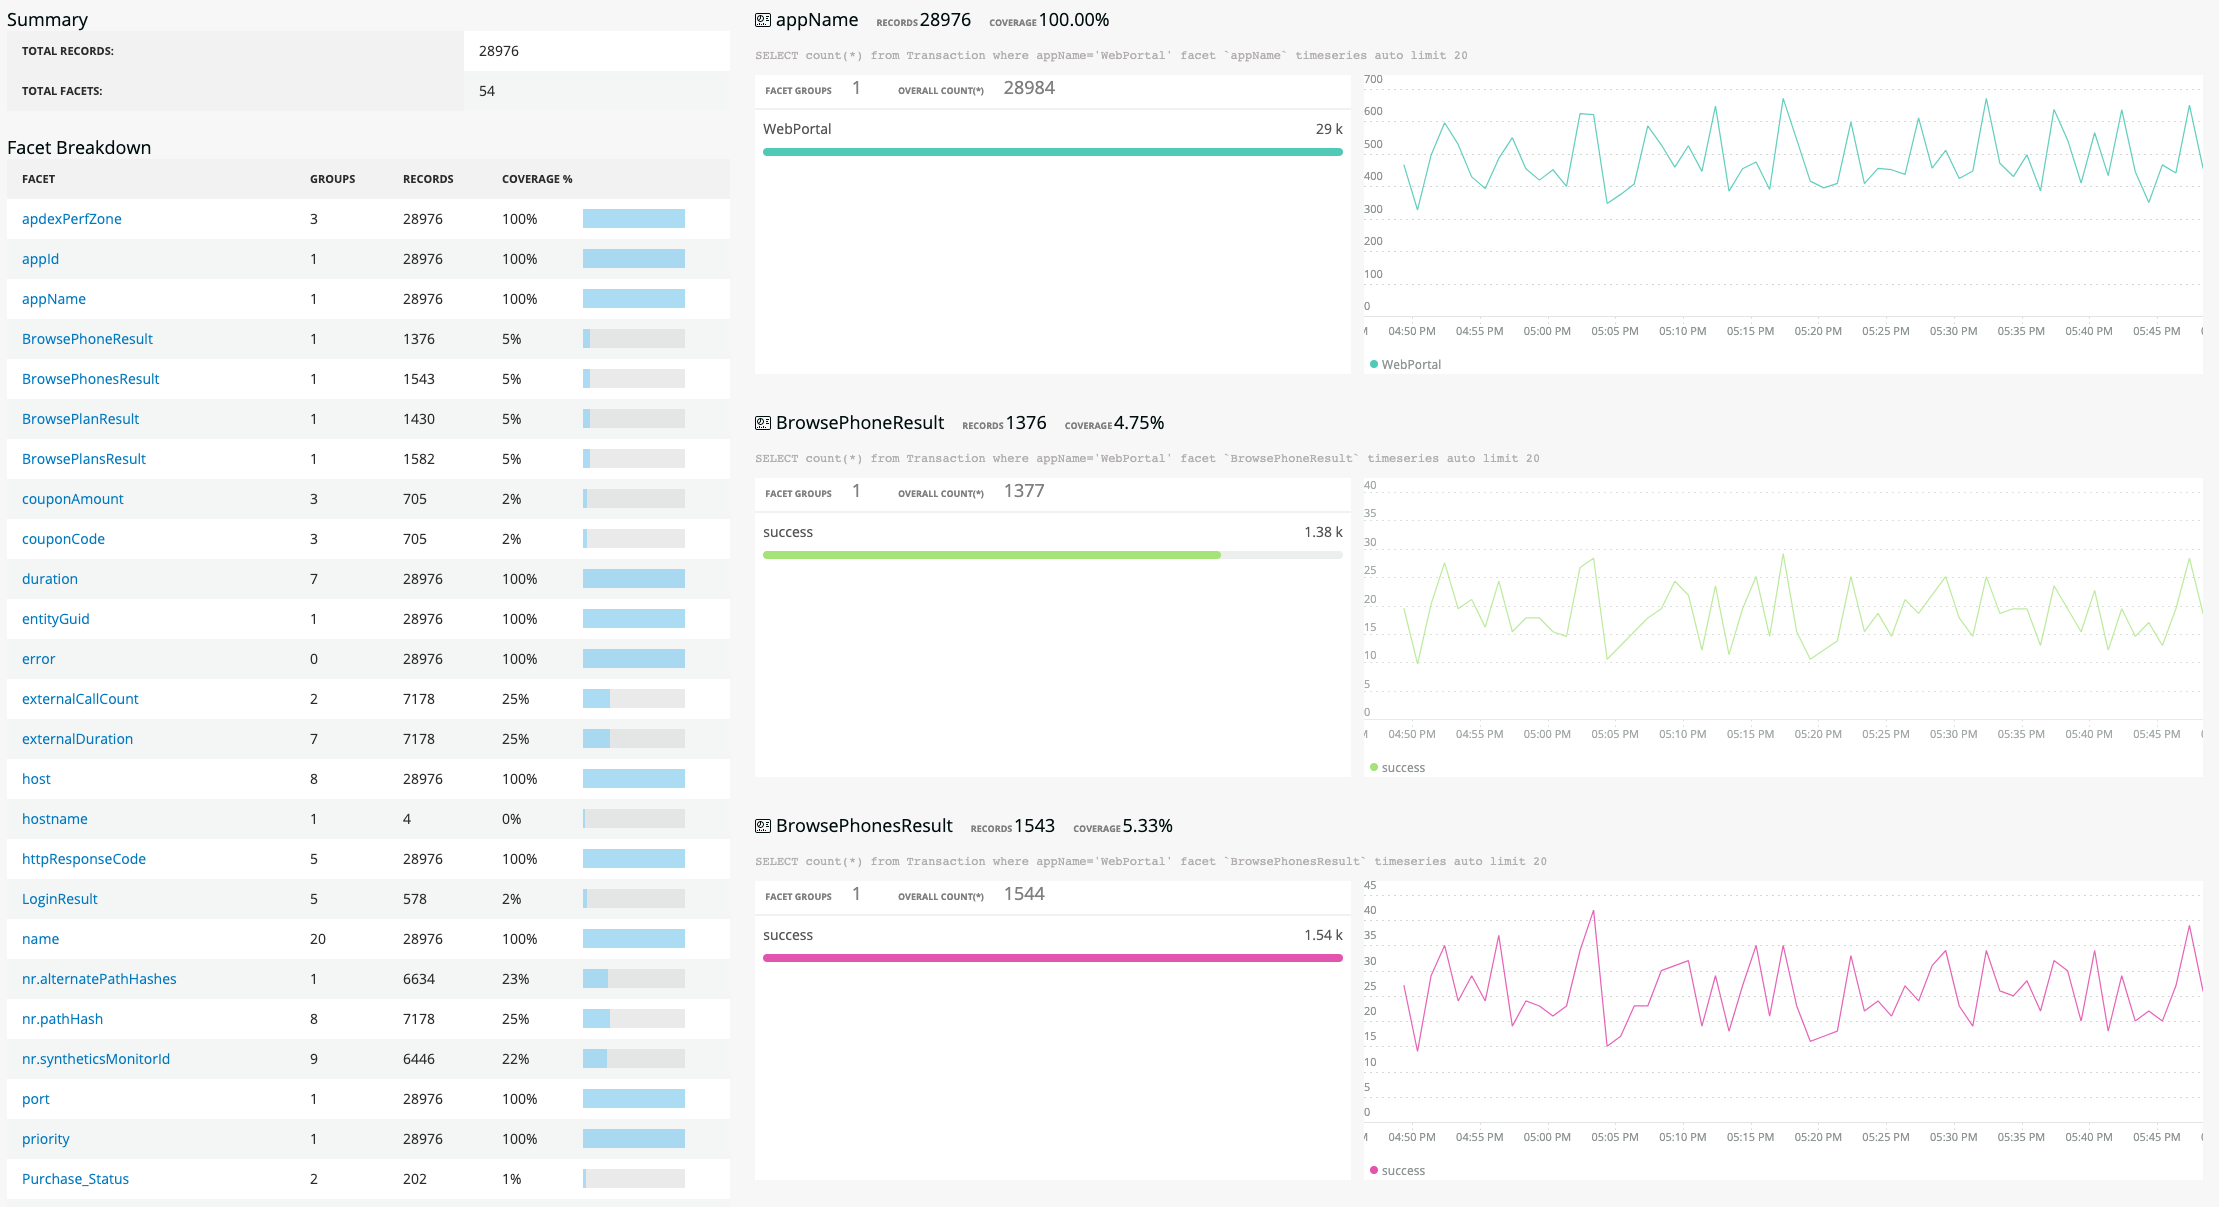 Summary
TOTAL RECORDS: 28976
TOTAL FACETS: 54
Facet Breakdown
FACET GROUPS RECORDS COVERAGE %
apdexPerfZone 3 28976 100%
appId 1 28976 100%
appName 1 28976 100%
BrowsePhoneResult 1 1376 5%
BrowsePhonesResult 1 1543 5%
BrowsePlanResult 1 1430 5%
BrowsePlansResult 1 1582 5%
couponAmount 3 705 2%
couponCode 3 705 2%
duration 7 28976 100%
entityGuid 1 28976 100%
error 0 28976 100%
externalCallCount 2 7178 25%
externalDuration 7 7178 25%
host 8 28976 100%
hostname 1 4 0%
httpResponseCode 5 28976 100%
LoginResult 5 578 2%
name 20 28976 100%
nr.alternatePathHashes 1 6634 23%
nr.pathHash 8 7178 25%
nr.syntheticsMonitorId 9 6446 22%
port 1 28976 100%
priority 1 28976 100%
Purchase_Status 2 202 1%
appName RECORDS 28976 COVERAGE 100.00%
SELECT count(*) from Transaction where appName='WebPortal' facet `appName` timeseries auto limit 20
FACET GROUPS 1 OVERALL COUNT(*) 28984
WebPortal 29 k
700
600
500
400
300
200
100
0
04:50 PM 04:55 PM 05:00 PM 05:05 PM 05:10 PM 05:15 PM 05:20 PM 05:25 PM 05:30 PM 05:35 PM 05:40 PM 05:45 PM
WebPortal
BrowsePhoneResult RECORDS 1376 COVERAGE 4.75%
SELECT count(*) from Transaction where appName='WebPortal' facet `BrowsePhoneResult` timeseries auto limit 20
FACET GROUPS 1 OVERALL COUNT(*) 1377
success 1.38 k
40
35
30
25
20
15
10
5
0
04:50 PM 04:55 PM 05:00 PM 05:05 PM 05:10 PM 05:15 PM 05:20 PM 05:25 PM 05:30 PM 05:35 PM 05:40 PM 05:45 PM
success
BrowsePhonesResult RECORDS 1543 COVERAGE 5.33%
SELECT count(*) from Transaction where appName='WebPortal' facet `BrowsePhonesResult` timeseries auto limit 20
FACET GROUPS 1 OVERALL COUNT(*) 1544
success 1.54 k
45
40
35
30
25
20
15
10
5
0
04:50 PM 04:55 PM 05:00 PM 05:05 PM 05:10 PM 05:15 PM 05:20 PM 05:25 PM 05:30 PM 05:35 PM 05:40 PM 05:45 PM
success